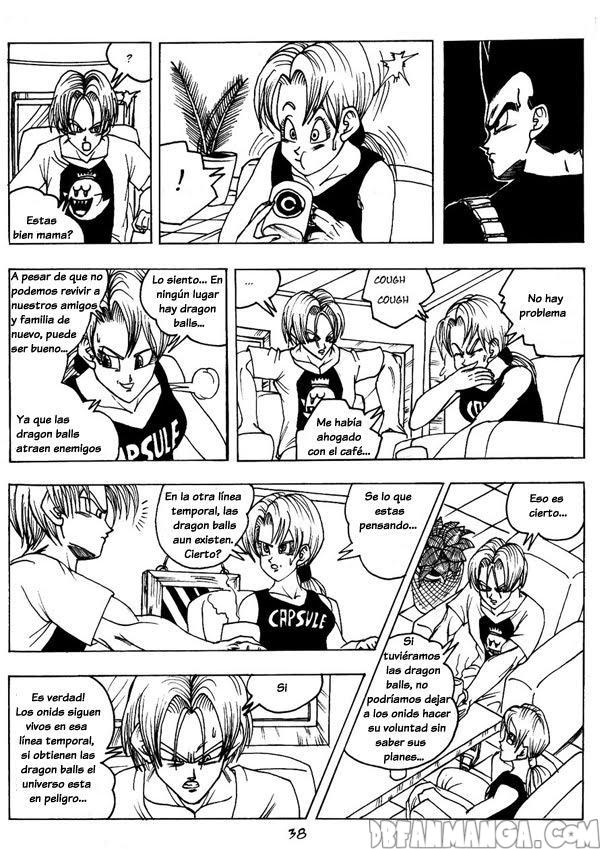 !
?
Estas
bien mama?
No hay
problema
COUGH
COUGH
Me había
ahogado
con el café...
...
Lo siento... En
ningún lugar
hay dragon
balls...
A pesar de que no
podemos revivir a
nuestros amigos
y familia de
nuevo, puede
ser bueno...
Ya que las
dragon balls
atraen enemigos
CAPSULE
Eso es
cierto...
Si
tuviéramos
las dragon
balls, no
podríamos dejar
a los onids hacer
su voluntad sin
saber sus
planes...
Se lo que
estas
pensando...
En la otra línea
temporal, las
dragon balls
aun existen.
Cierto?
CAPSULE
Si
Es verdad!
Los onids siguen
vivos en esa
línea temporal,
si obtienen las
dragon balls el
universo esta
en peligro...
38
DBFANMANGA.COM